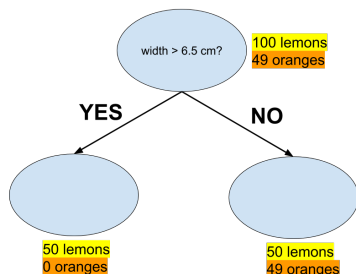 width > 6.5 cm?
100 lemons
49 oranges
YES
NO
50 lemons
0 oranges
50 lemons
49 oranges